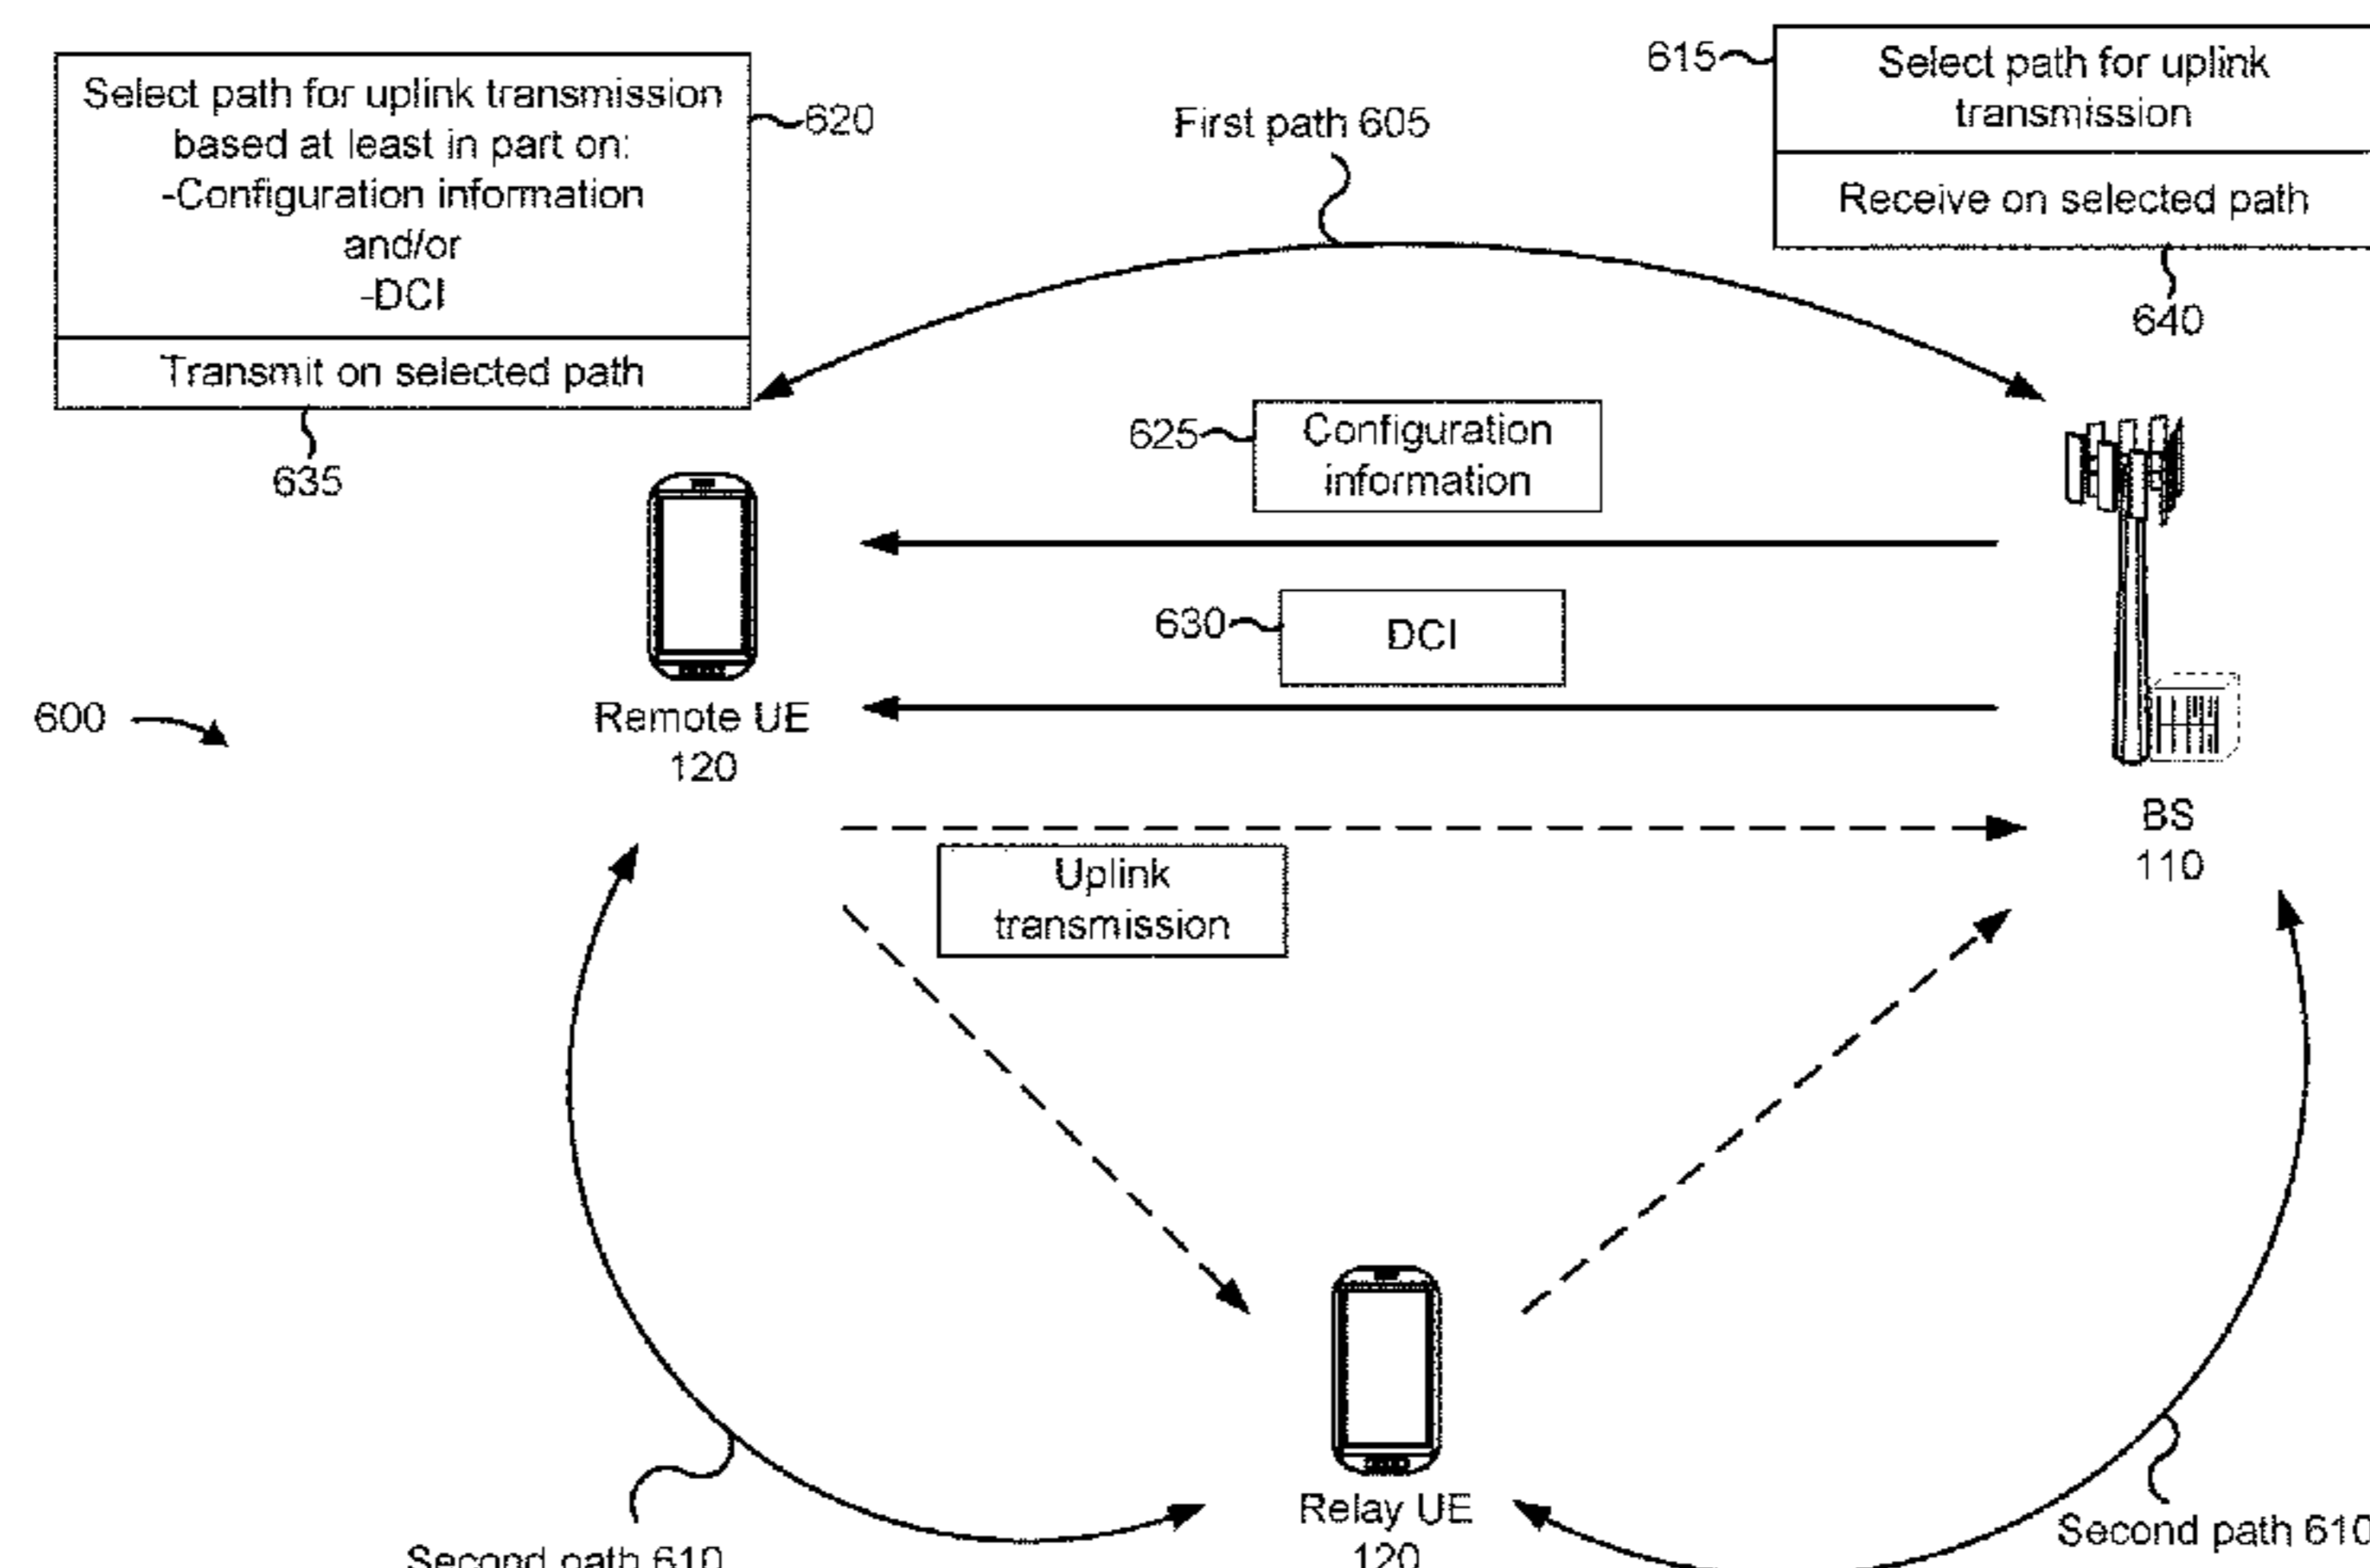 615
Select path for uplink
transmission
Receive on selected path
640
Select path for uplink transmission
based at least in part on:
-Configuration information
and/or
-DCI
Transmit on selected path
620
635
First path 605
625
Configuration
information
630
DCI
600
Remote UE
120
BS
110
Uplink
transmission
Relay UE
120
Second path 610
Second path 610